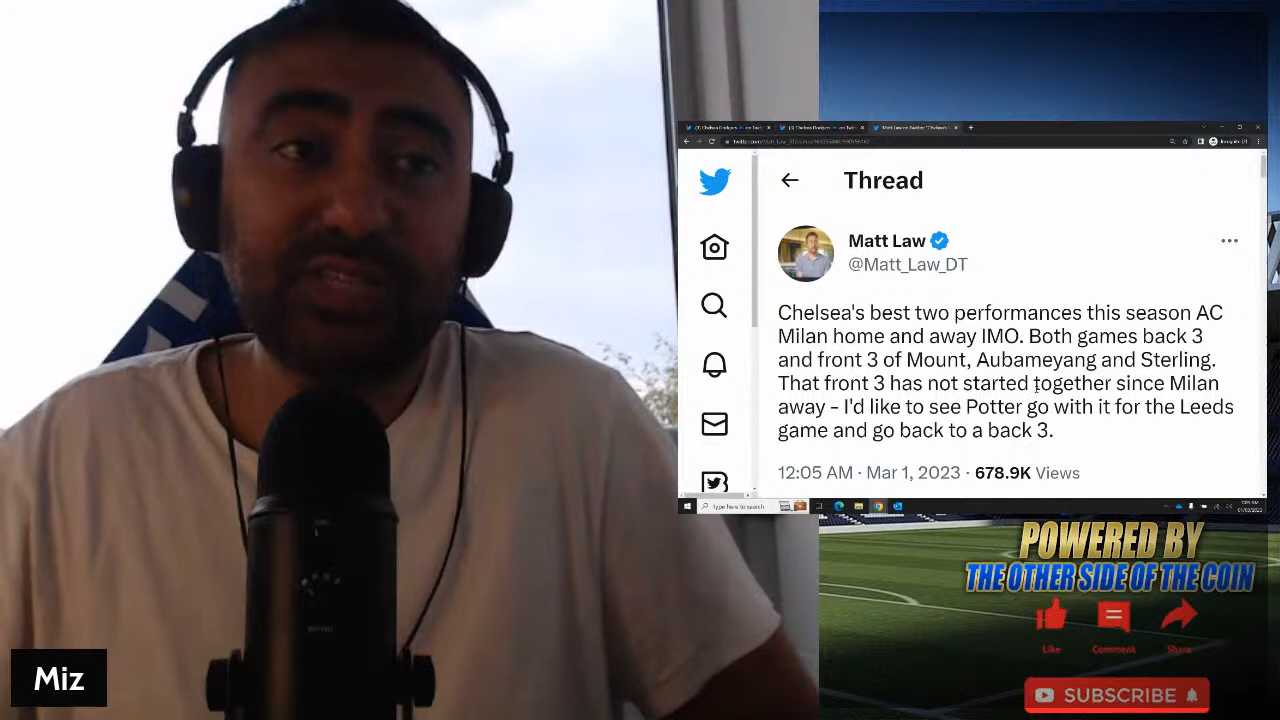 Thread
Matt Law
@Matt_Law_DT
Chelsea's best two performances this season AC
Milan home and away IMO. Both games back 3
and front 3 of Mount, Aubameyang and Sterling.
That front 3 has not started together since Milan
away - I'd like to see Potter go with it for the Leeds
game and go back to a back 3.
12:05 AM · Mar 1, 2023 · 678.9K Views
Type here to search
POWERED BY
THE OTHER SIDE OF THE COIN
Like Comment Share
SUBSCRIBE
Miz